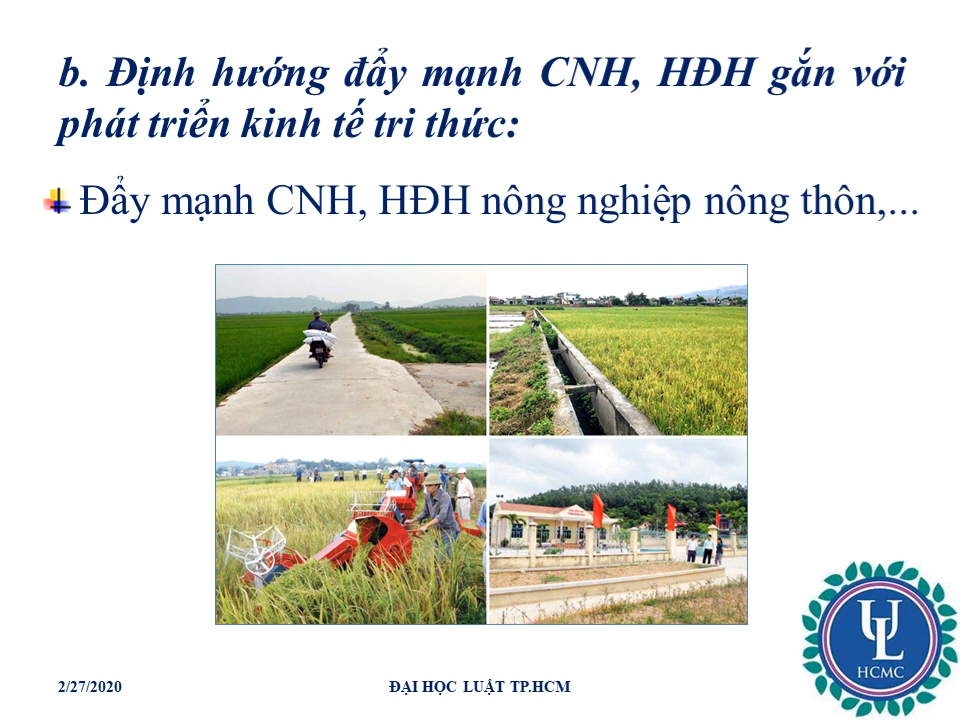 b. Định hướng đẩy mạnh CNH, HĐH gắn với
phát triển kinh tế tri thức:
Đẩy mạnh CNH, HĐH nông nghiệp nông thôn,...
UL
HCMC
2/27/2020
ĐẠI HỌC LUẬT TP.HCM